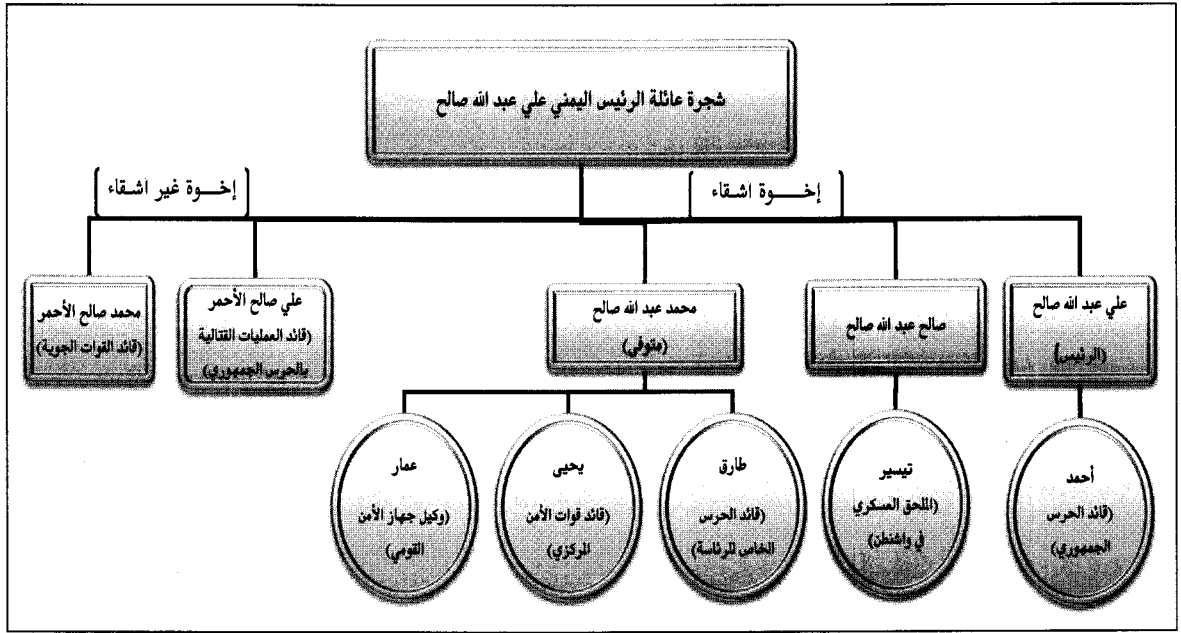 شجرة عائلة الرئيس اليمني علي عبد الله صالح
إخـــوة اشقاء
إخـــوة غير اشقاء
علي عبد الله صالح
(الرئيس)
صالح عبد الله صالح
محمد عبد الله صالح
(متوفي)
علي صالح الأحمر
(قائد العمليات القتالية
بالحرس الجمهوري)
محمد صالح الأحمر
(قائد القوات الجوية)
أحمد
(قائد الحرس
الجمهوري)
تيسير
(الملحق العسكري
في واشنطن)
طارق
(قائد الحرس
الخاص للرئاسة)
يحيى
(قائد قوات الأمن
المركزي)
عمار
(وكيل جهاز الأمن
القومي)